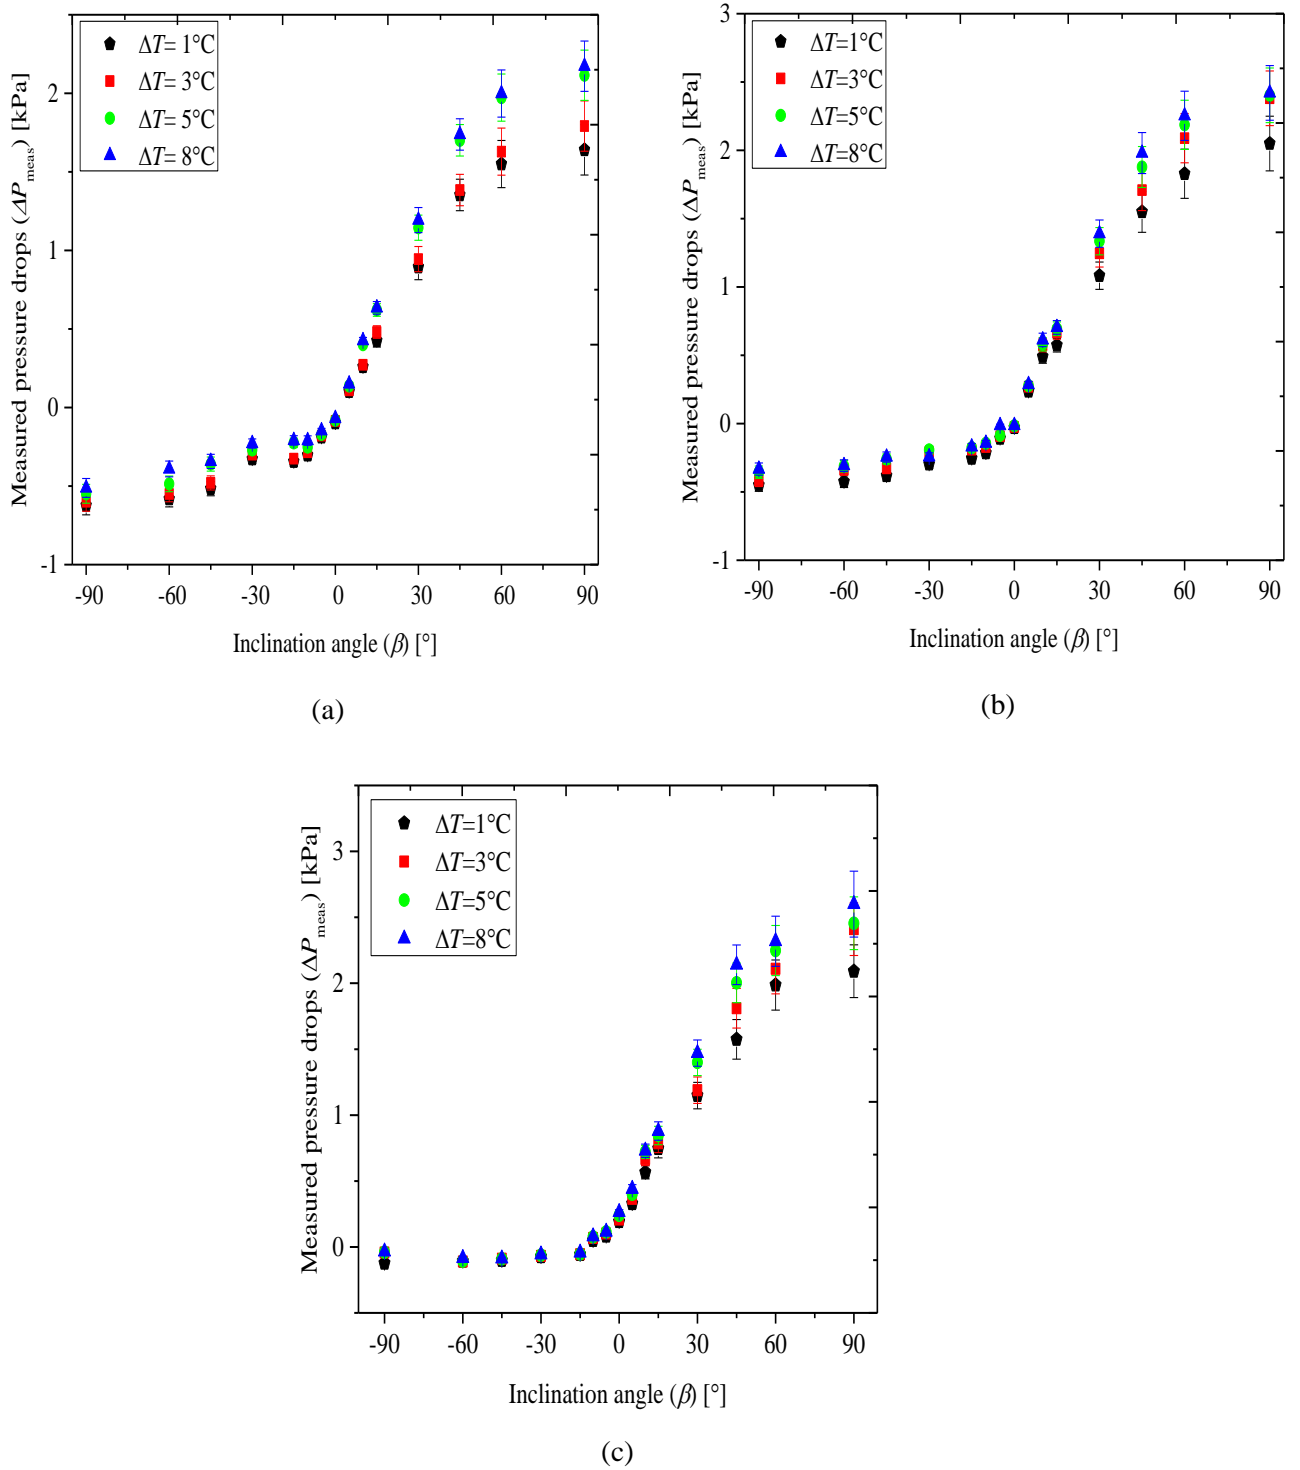 Measured pressure drops (ΔP_meas) [kPa]
ΔT= 1°C
ΔT= 3°C
ΔT= 5°C
ΔT= 8°C
2
1
0
-1
-90 -60 -30 0 30 60 90
Inclination angle (β) [°]
(a)
Measured pressure drops (ΔP_meas) [kPa]
ΔT=1°C
ΔT=3°C
ΔT=5°C
ΔT=8°C
3
2
1
0
-1
-90 -60 -30 0 30 60 90
Inclination angle (β) [°]
(b)
Measured pressure drops (ΔP_meas) [kPa]
ΔT=1°C
ΔT=3°C
ΔT=5°C
ΔT=8°C
3
2
1
0
-90 -60 -30 0 30 60 90
Inclination angle (β) [°]
(c)